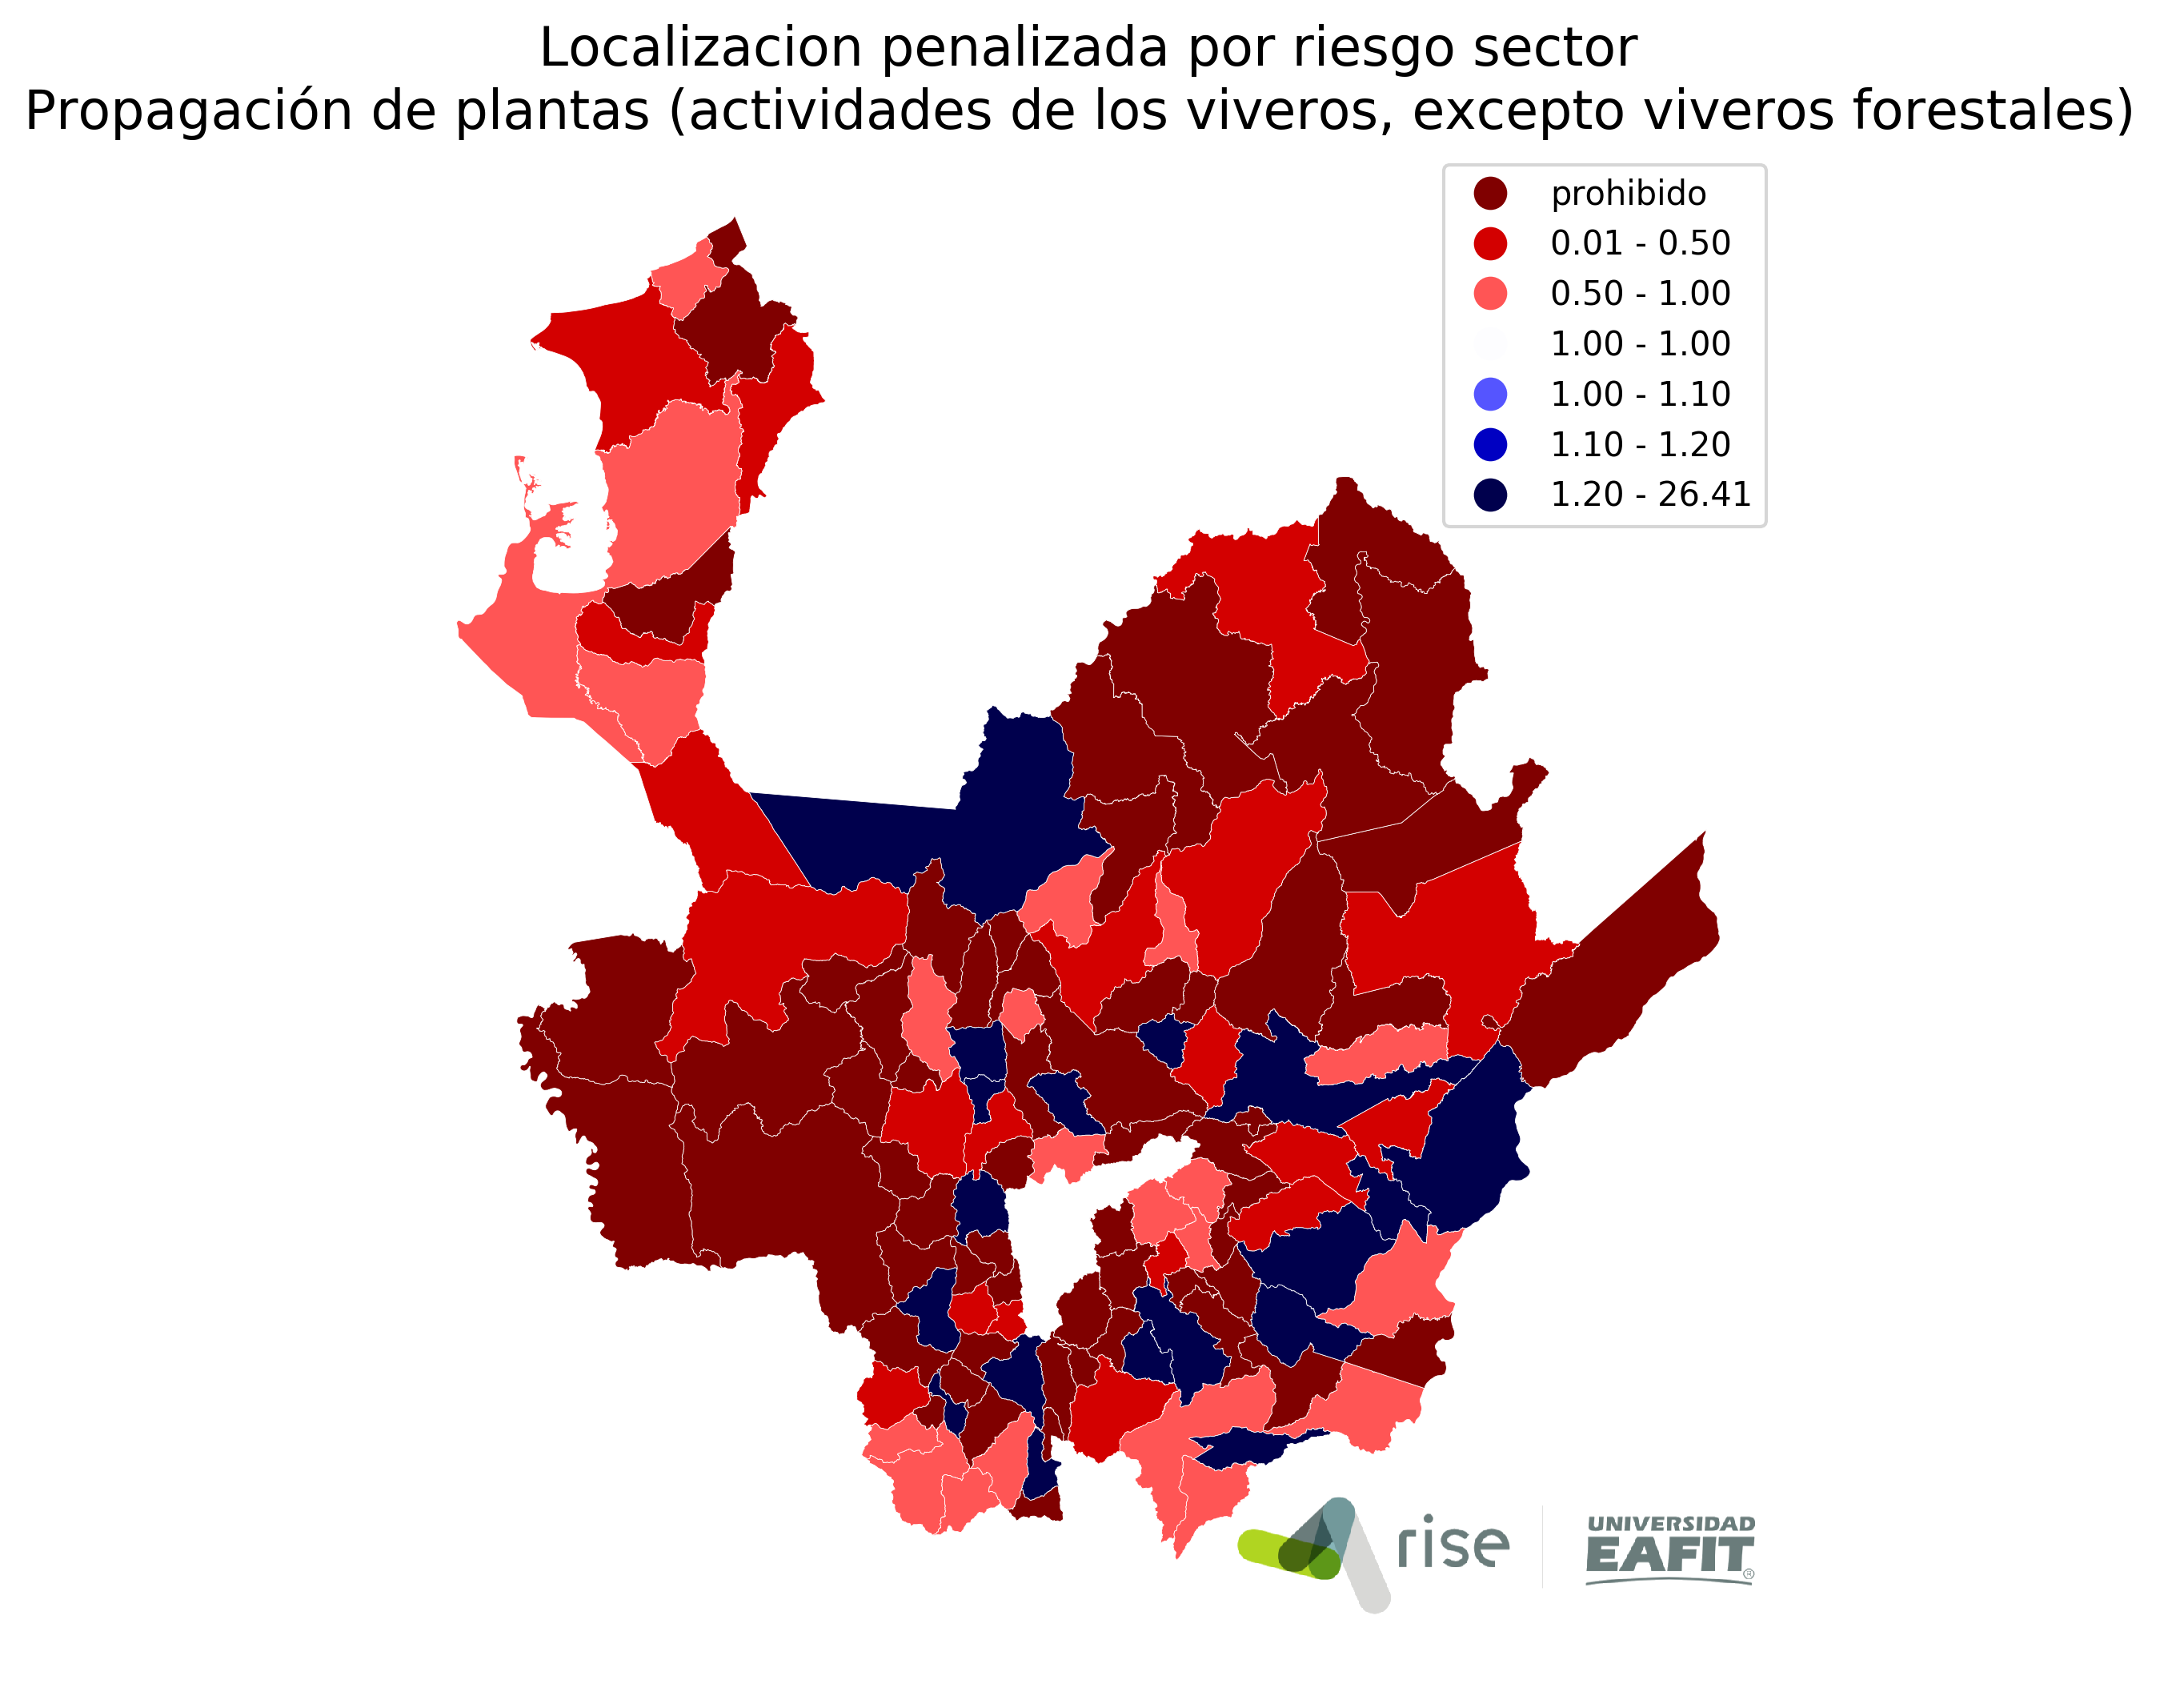 Localizacion penalizada por riesgo sector
Propagación de plantas (actividades de los viveros, excepto viveros forestales)
prohibido
0.01 - 0.50
0.50 - 1.00
1.00 - 1.00
1.00 - 1.10
1.10 - 1.20
1.20 - 26.41
rise
UNIVERSIDAD
EAFIT®